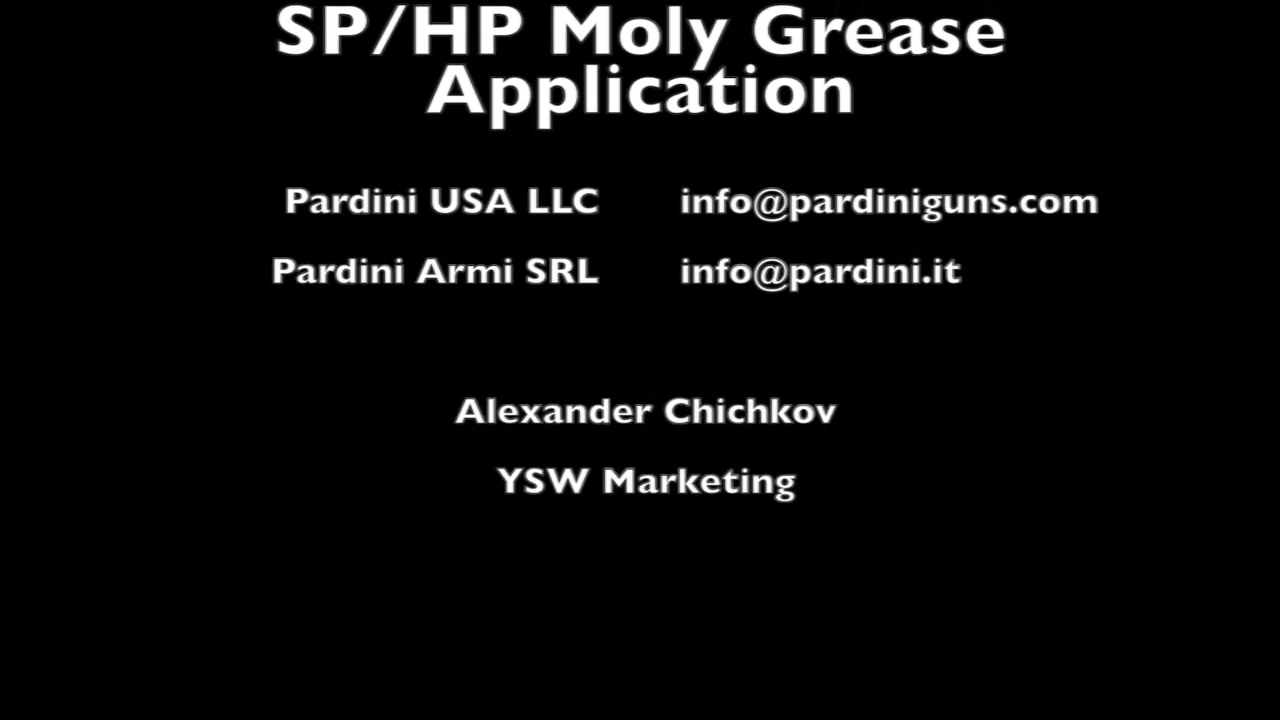 SP/HP Moly Grease
Application
Pardini USA LLC info@pardiniguns.com
Pardini Armi SRL info@pardini.it
Alexander Chichkov
YSW Marketing